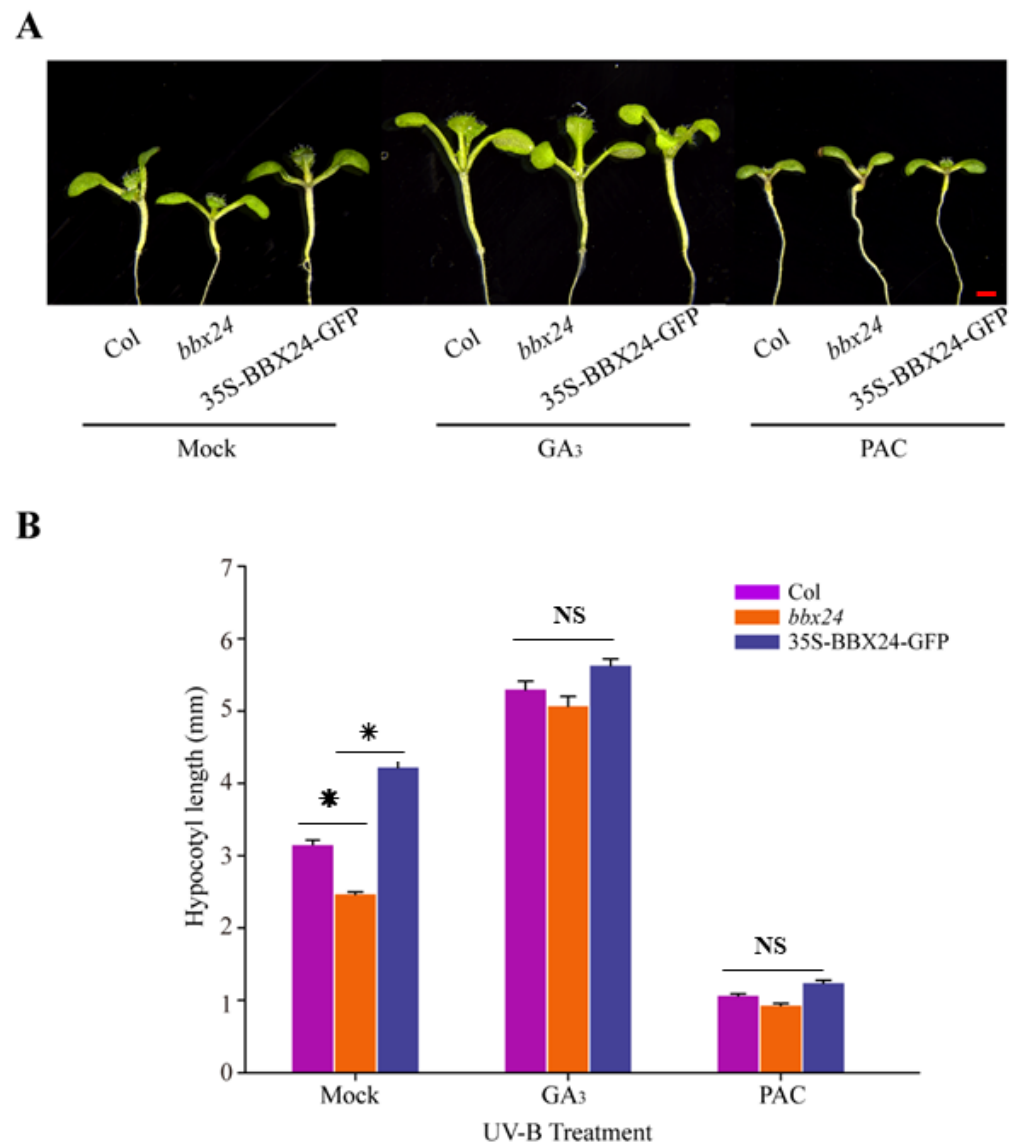 A
Col
bbx24
35S-BBX24-GFP
Col
bbx24
35S-BBX24-GFP
Col
bbx24
35S-BBX24-GFP
Mock
GA₃
PAC
B
Hypocotyl length (mm)
7
6
5
4
3
2
1
0
*
*
NS
NS
Col
bbx24
35S-BBX24-GFP
Mock
GA₃
PAC
UV-B Treatment